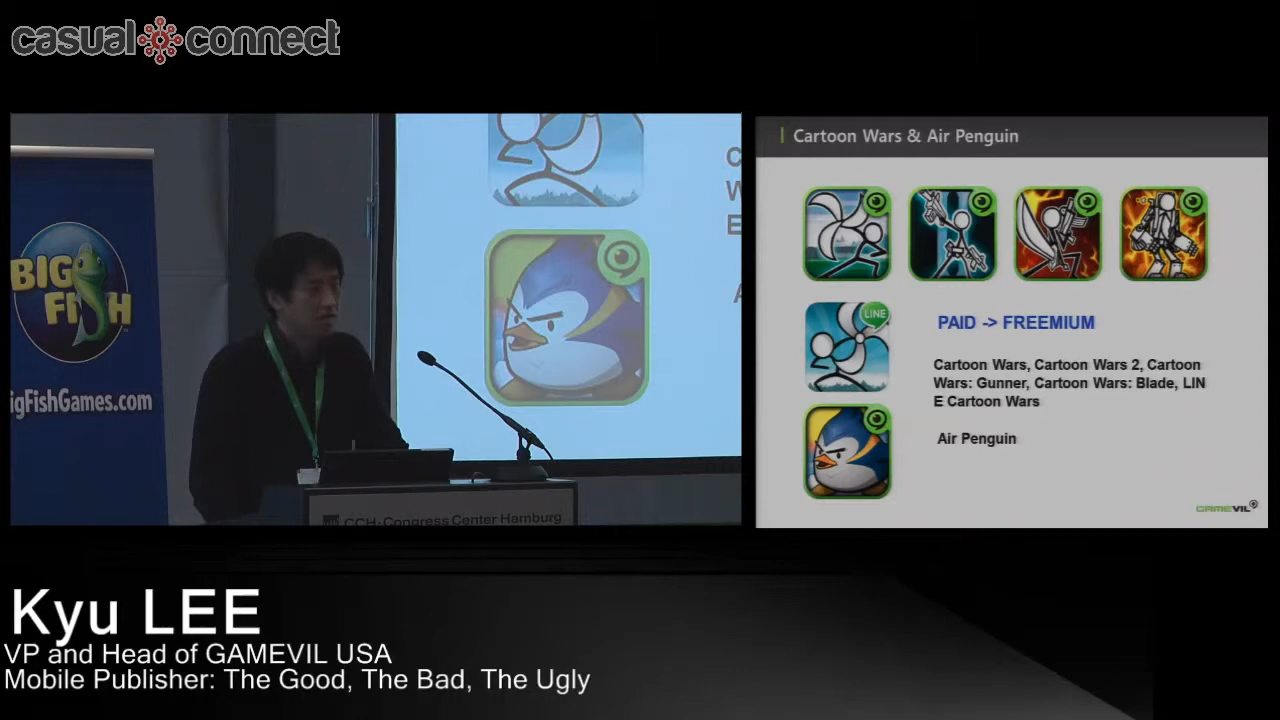 casual connect
BIG
FISH
igFishGames.com
C
W
E
A
CCH: Congress Center Hamburg
Cartoon Wars & Air Penguin
LINE
PAID -> FREEMIUM
Cartoon Wars, Cartoon Wars 2, Cartoon
Wars: Gunner, Cartoon Wars: Blade, LIN
E Cartoon Wars
Air Penguin
GAMEVIL
Kyu LEE
VP and Head of GAMEVIL USA
Mobile Publisher: The Good, The Bad, The Ugly